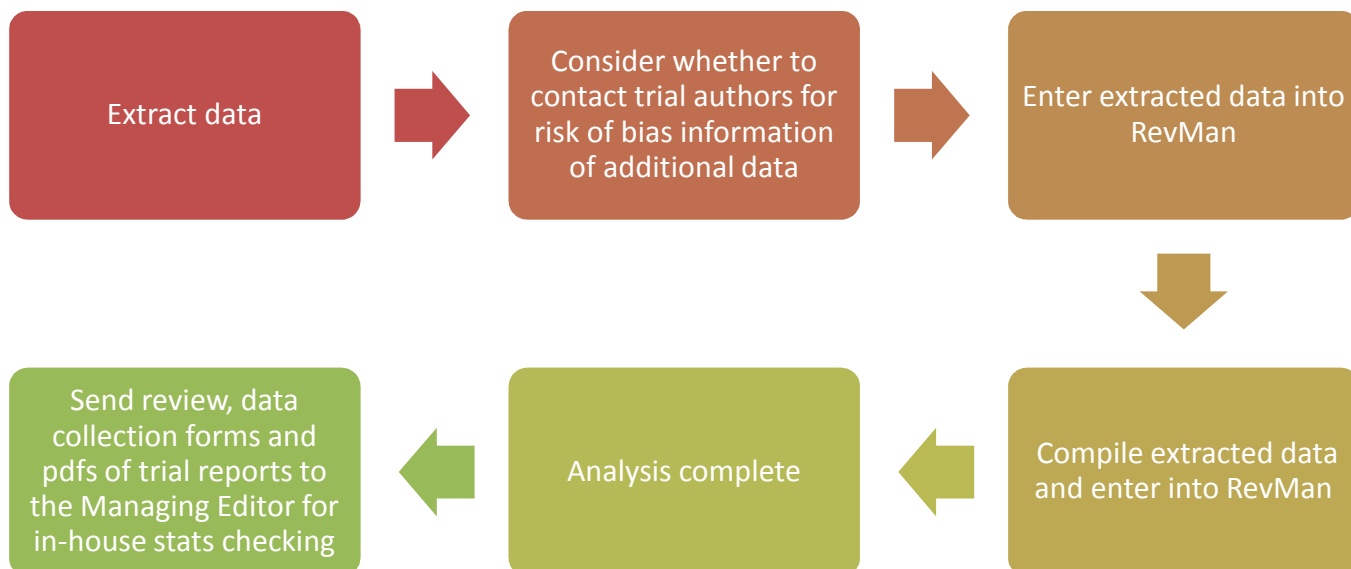 Extract data
Consider whether to
contact trial authors for
risk of bias information
of additional data
Enter extracted data into
RevMan
Compile extracted data
and enter into RevMan
Analysis complete
Send review, data
collection forms and
pdfs of trial reports to
the Managing Editor for
in-house stats checking